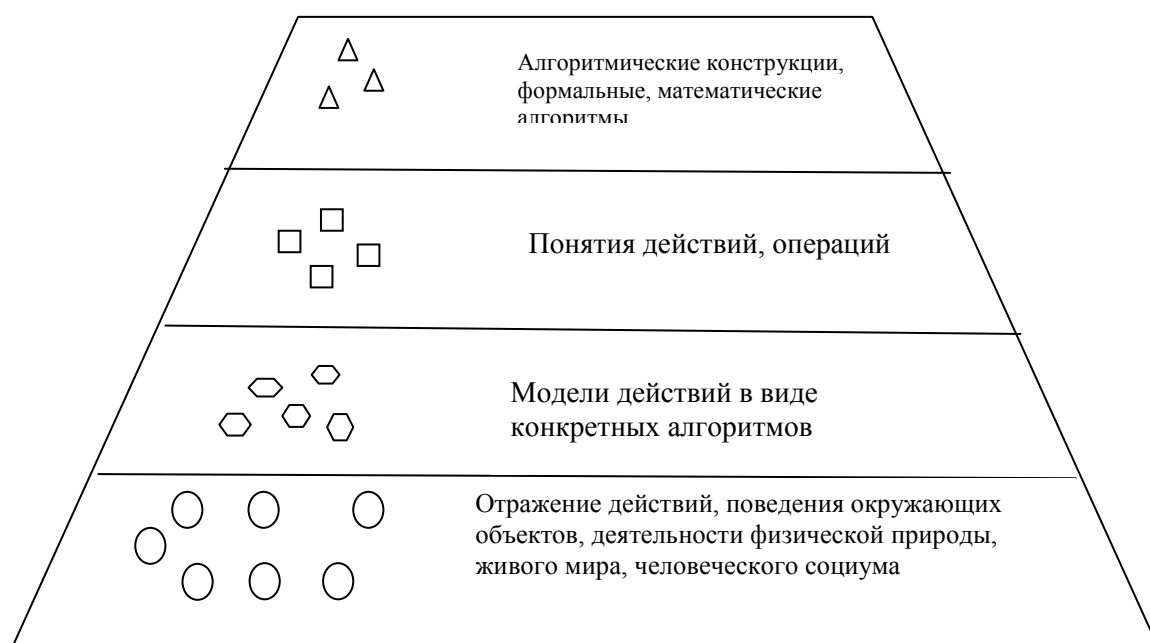 Алгоритмические конструкции,
формальные, математические
алгоритмы
Понятия действий, операций
Модели действий в виде
конкретных алгоритмов
Отражение действий, поведения окружающих
объектов, деятельности физической природы,
живого мира, человеческого социума